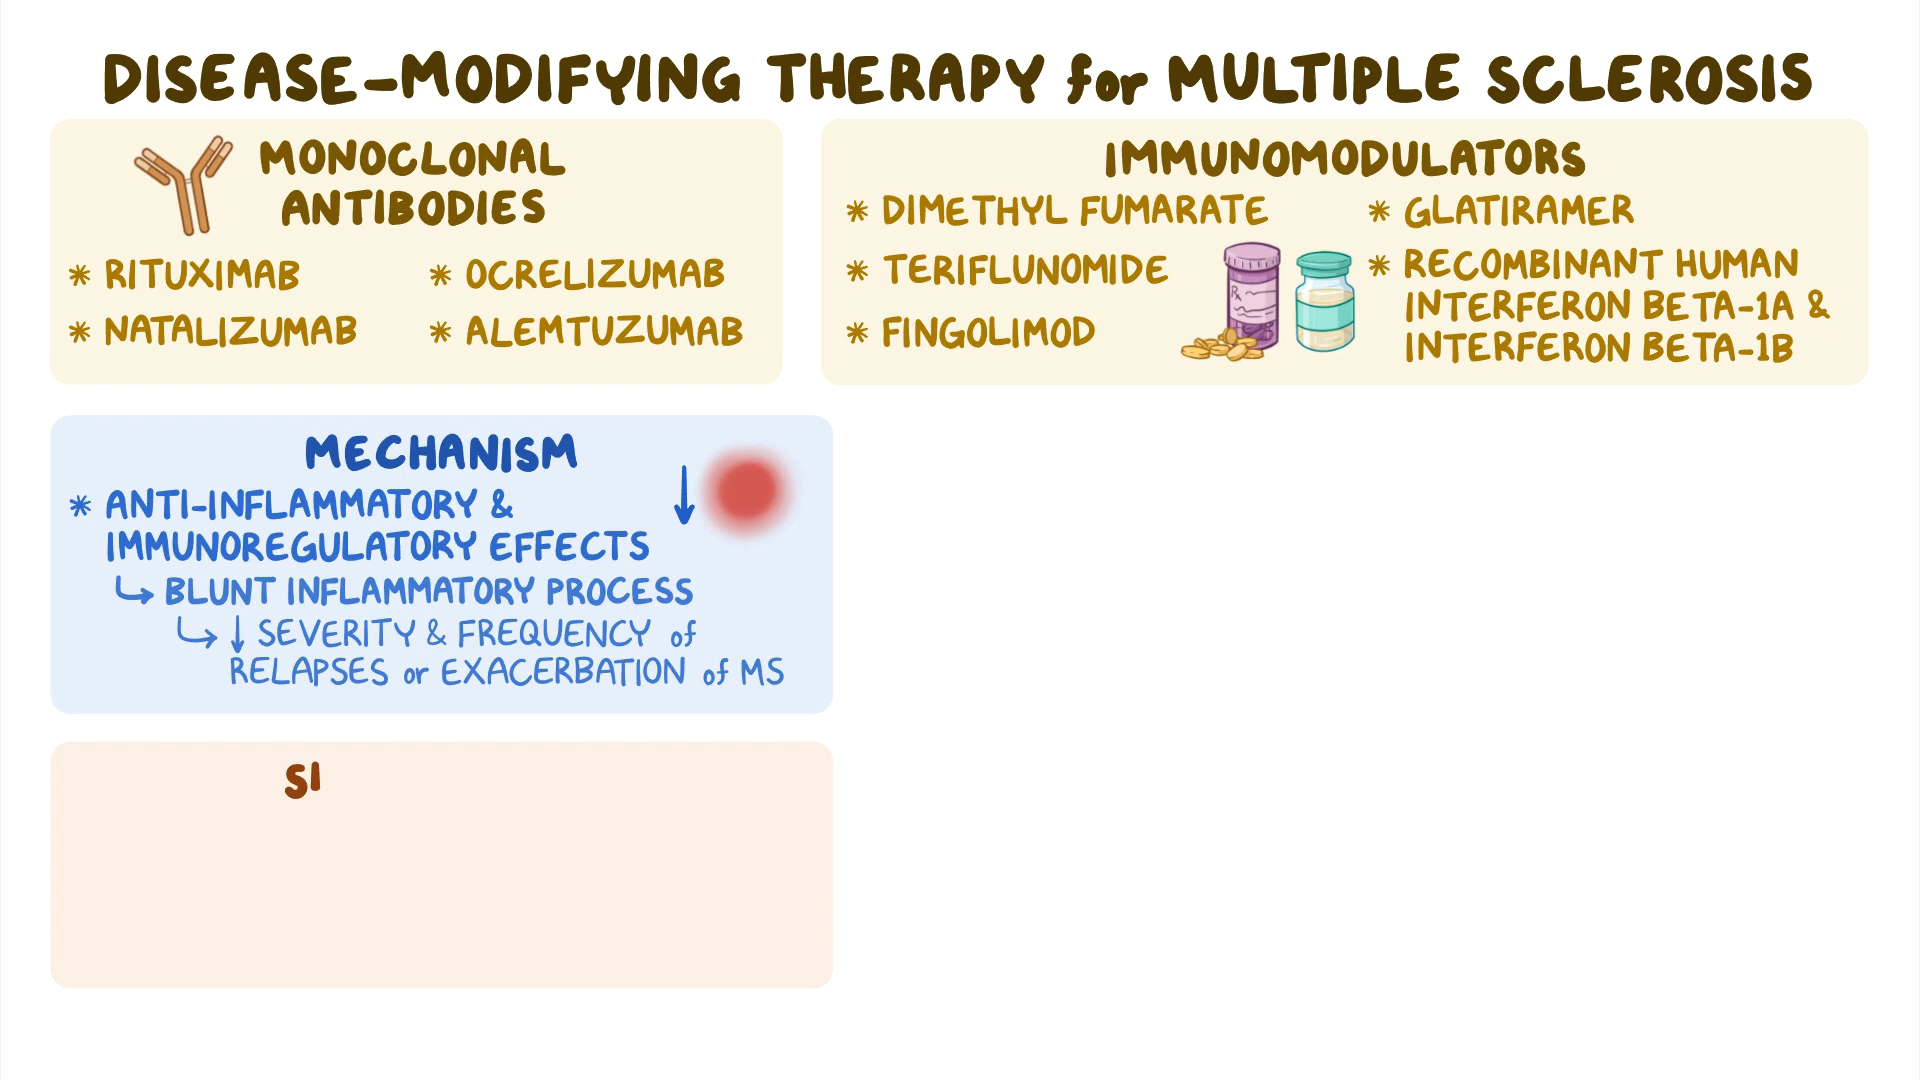 DISEASE-MODIFYING THERAPY for MULTIPLE SCLEROSIS
MONOCLONAL
ANTIBODIES
* RITUXIMAB
* OCRELIZUMAB
* NATALIZUMAB
* ALEMTUZUMAB
IMMUNOMODULATORS
* DIMETHYL FUMARATE
* TERIFLUNOMIDE
* FINGOLIMOD
Rx
* GLATIRAMER
* RECOMBINANT HUMAN
INTERFERON BETA-1A &
INTERFERON BETA-1B
MECHANISM
* ANTI-INFLAMMATORY &
IMMUNOREGULATORY EFFECTS
↳ BLUNT INFLAMMATORY PROCESS
↳ ↓ SEVERITY & FREQUENCY of
RELAPSES or EXACERBATION of MS
SI